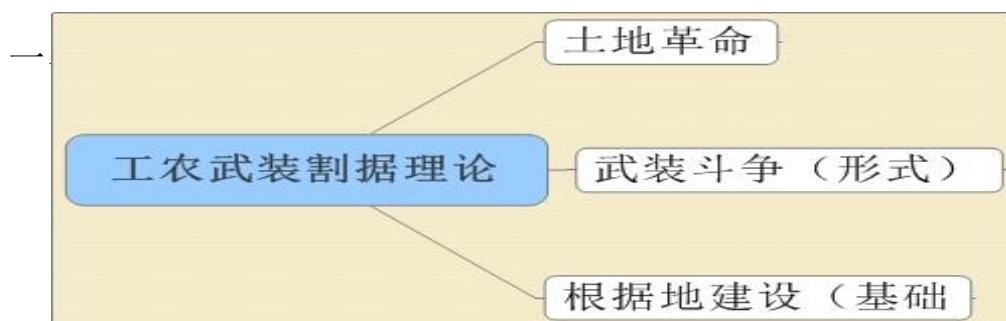 一
土地革命
工农武装割据理论
武装斗争（形式）
根据地建设（基础